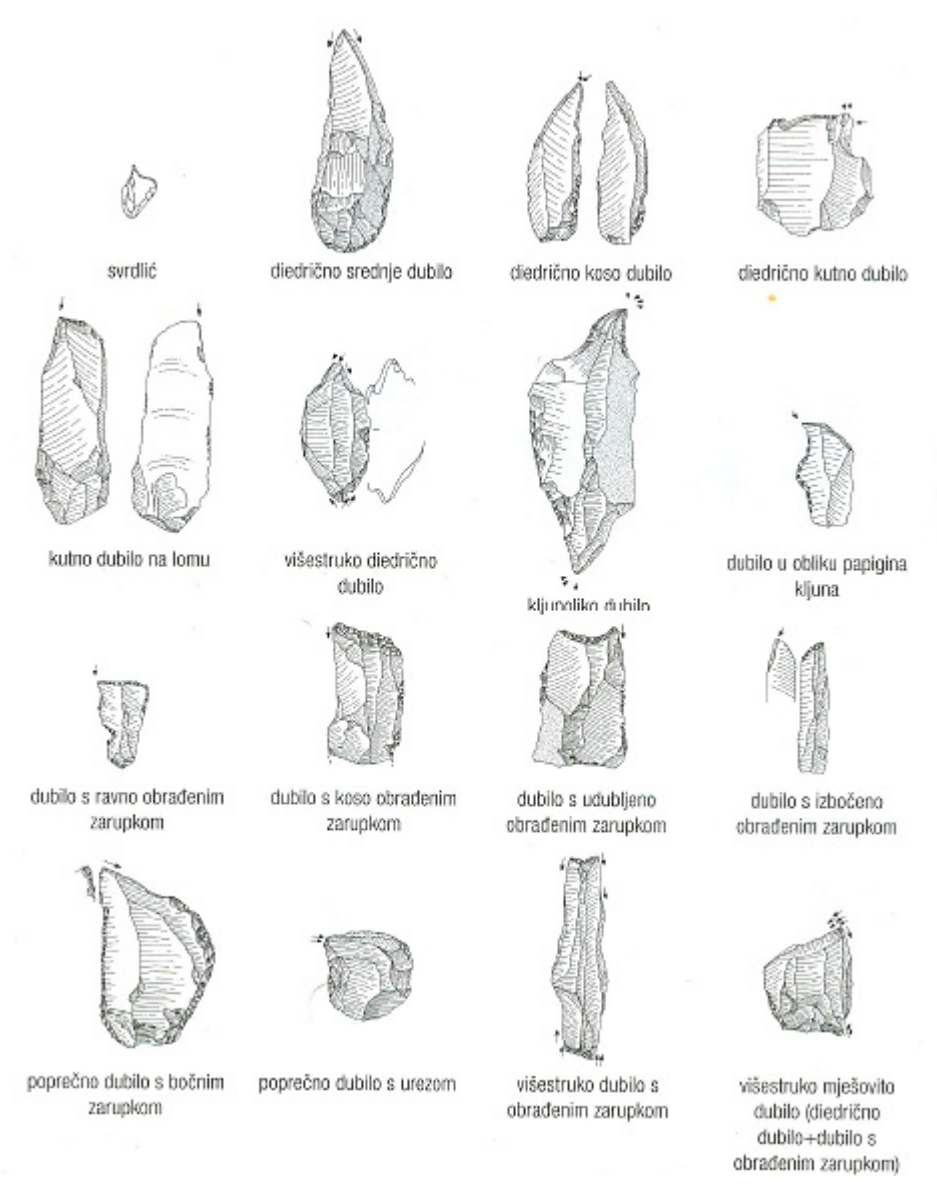 svrdlić
diedrično srednje dubilo
diedrično koso dubilo
diedrično kutno dubilo
kutno dubilo na lomu
višestruko diedrično
dubilo
kljunoliko dubilo
dubilo u obliku papigina
kljuna
dubilo s ravno obrađenim
zarupkom
dubilo s koso obrađenim
zarupkom
dubilo s udubljeno
obrađenim zarupkom
dubilo s izbočeno
obrađenim zarupkom
poprečno dubilo s bočnim
zarupkom
poprečno dubilo s urezom
višestruko dubilo s
obrađenim zarupkom
višestruko mješovito
dubilo (diedrično
dubilo+dubilo s
obrađenim zarupkom)